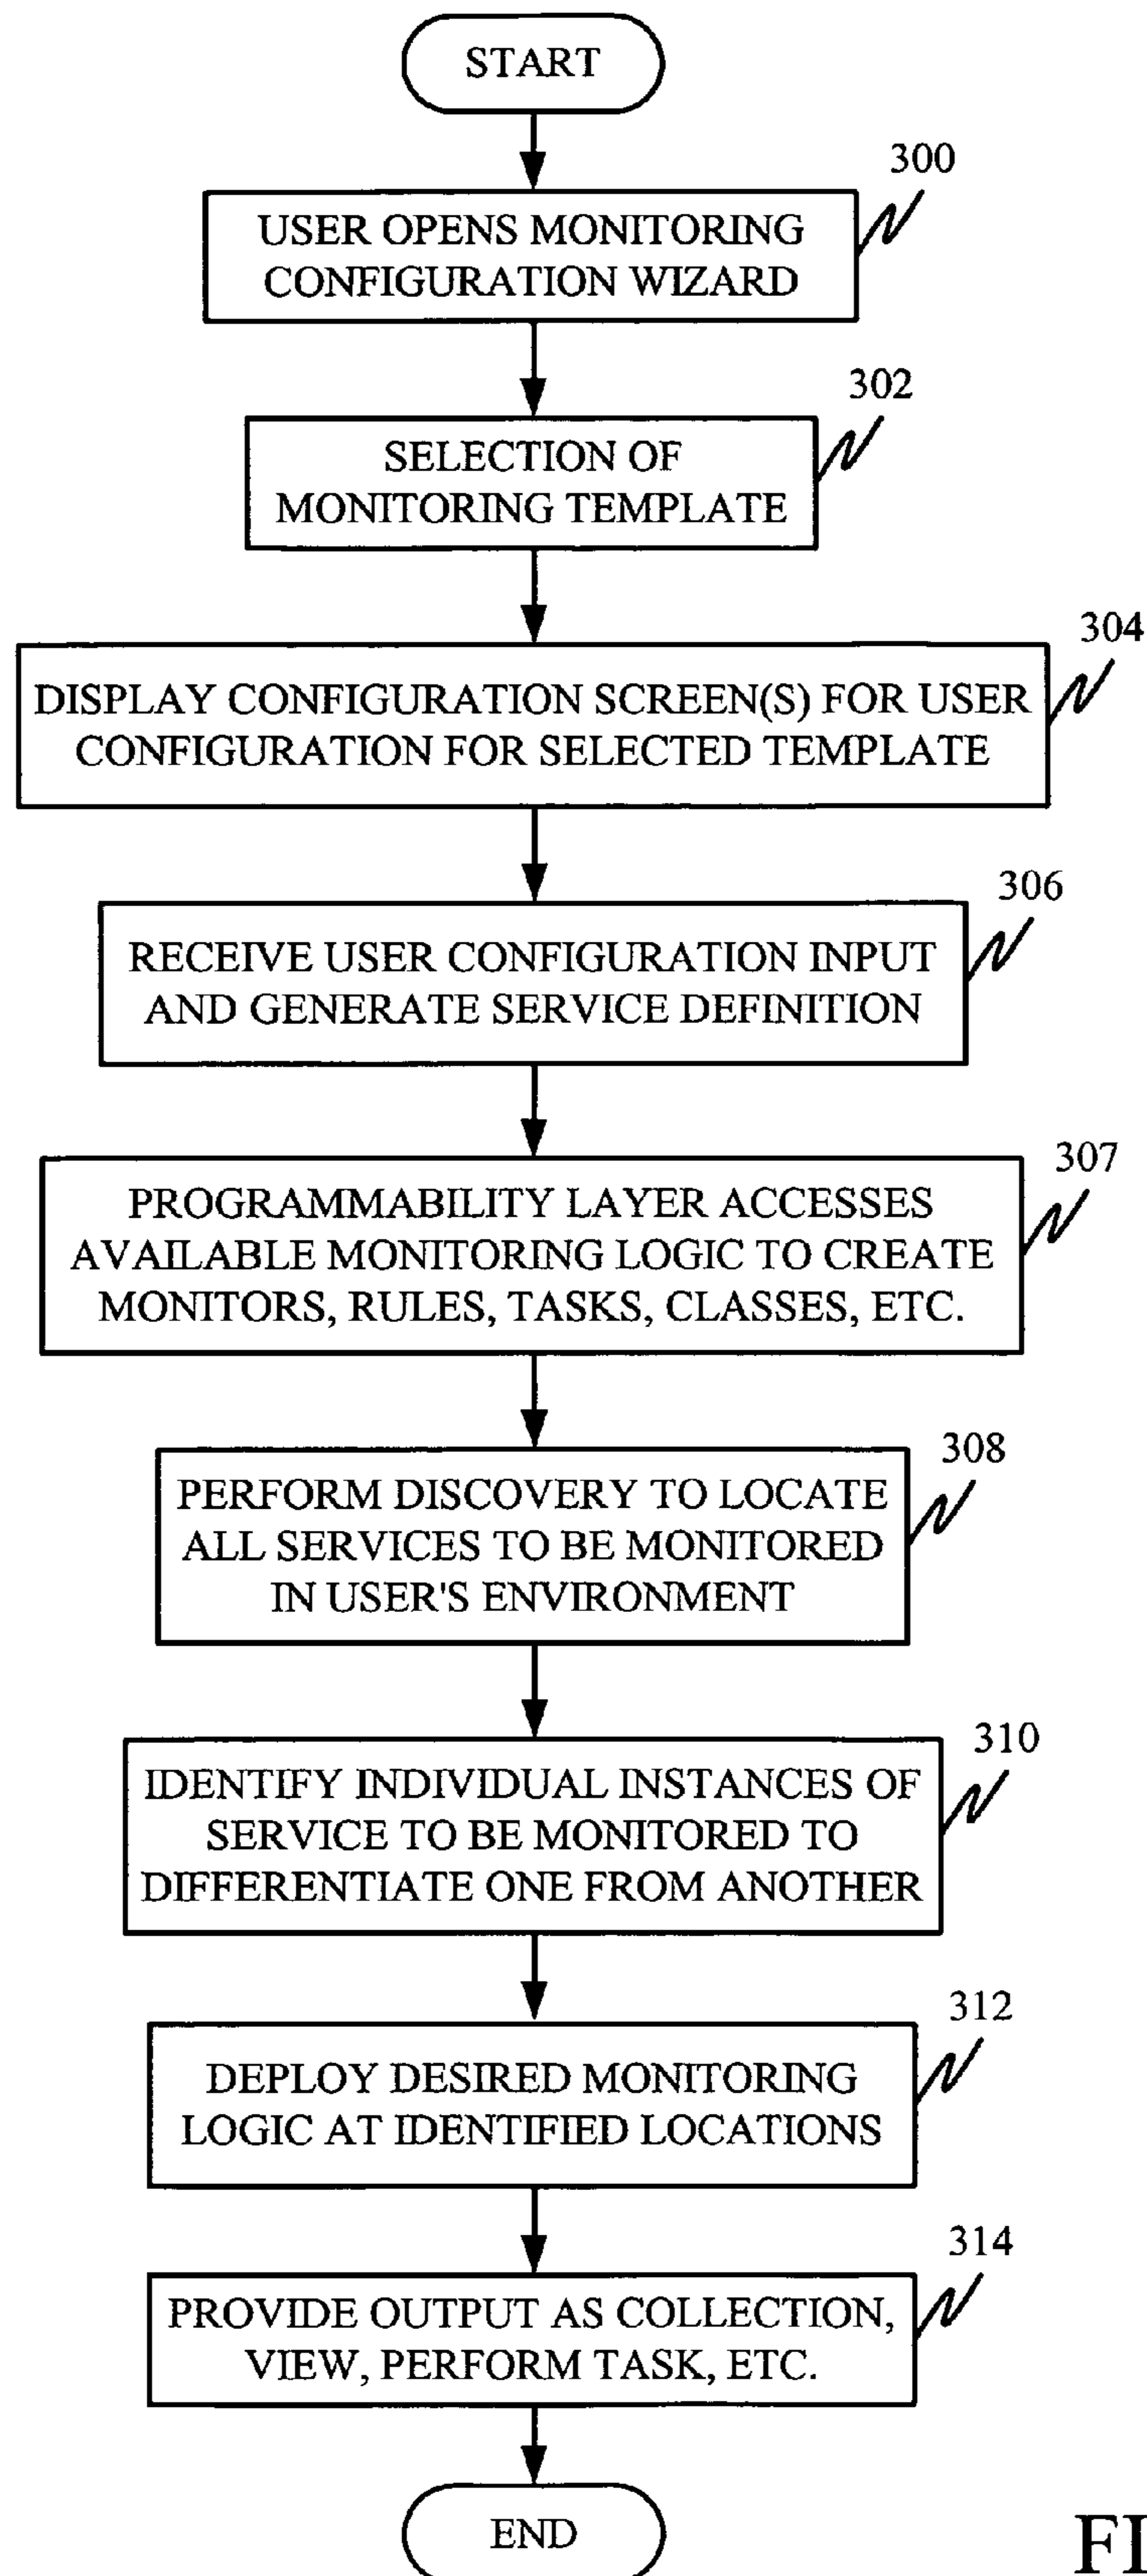 START
300
USER OPENS MONITORING
CONFIGURATION WIZARD
302
SELECTION OF
MONITORING TEMPLATE
304
DISPLAY CONFIGURATION SCREEN(S) FOR USER
CONFIGURATION FOR SELECTED TEMPLATE
306
RECEIVE USER CONFIGURATION INPUT
AND GENERATE SERVICE DEFINITION
307
PROGRAMMABILITY LAYER ACCESSES
AVAILABLE MONITORING LOGIC TO CREATE
MONITORS, RULES, TASKS, CLASSES, ETC.
308
PERFORM DISCOVERY TO LOCATE
ALL SERVICES TO BE MONITORED
IN USER'S ENVIRONMENT
310
IDENTIFY INDIVIDUAL INSTANCES OF
SERVICE TO BE MONITORED TO
DIFFERENTIATE ONE FROM ANOTHER
312
DEPLOY DESIRED MONITORING
LOGIC AT IDENTIFIED LOCATIONS
314
PROVIDE OUTPUT AS COLLECTION,
VIEW, PERFORM TASK, ETC.
END